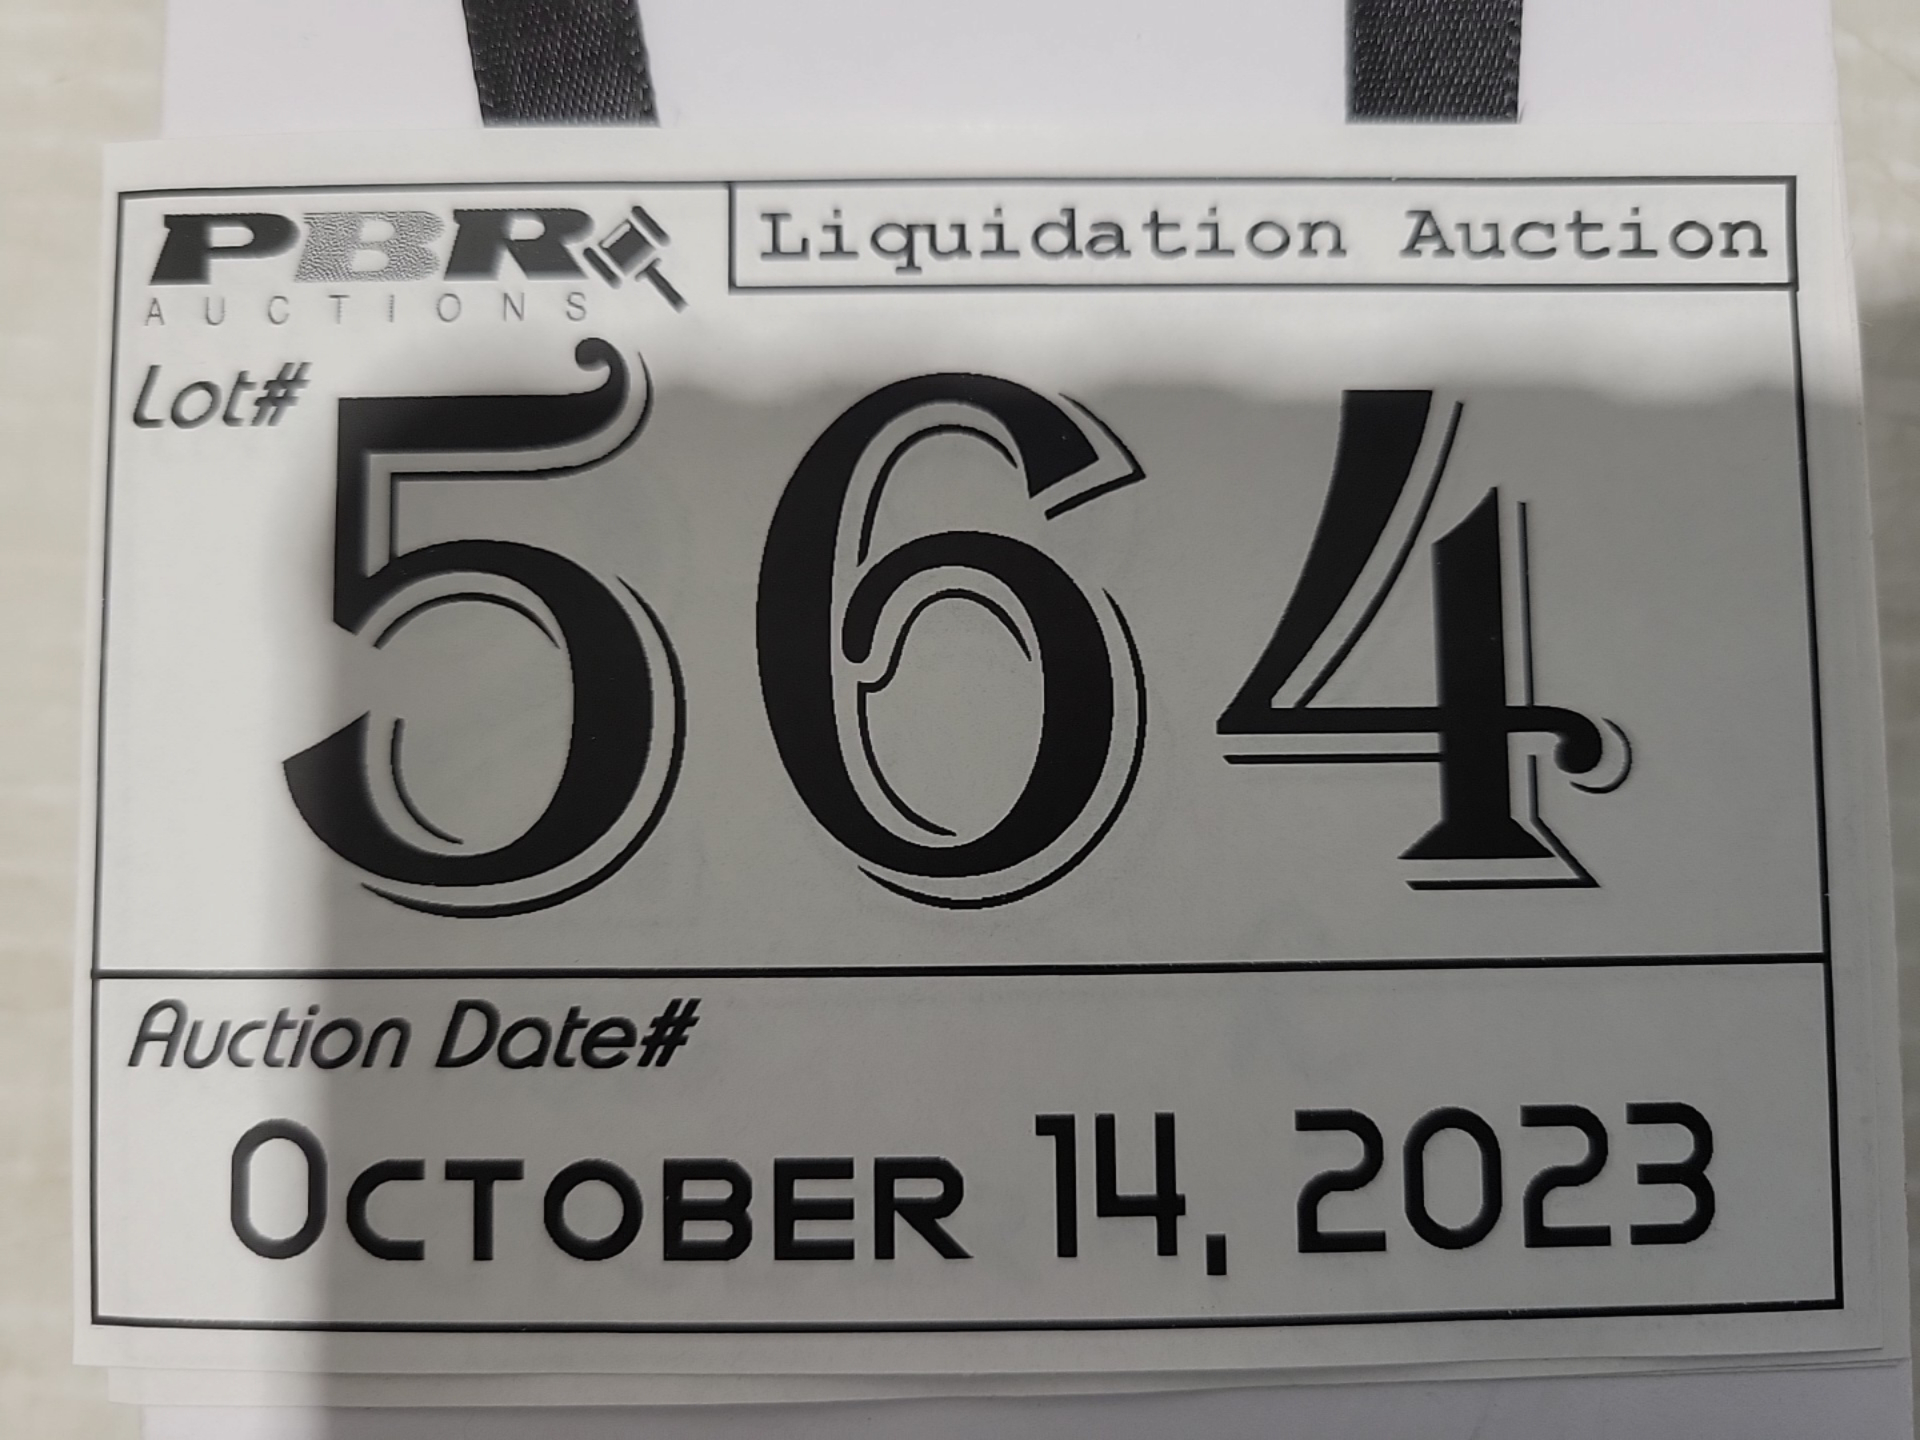 PBR
AUCTIONS
Liquidation Auction
Lot#
564
Auction Date#
October 14, 2023